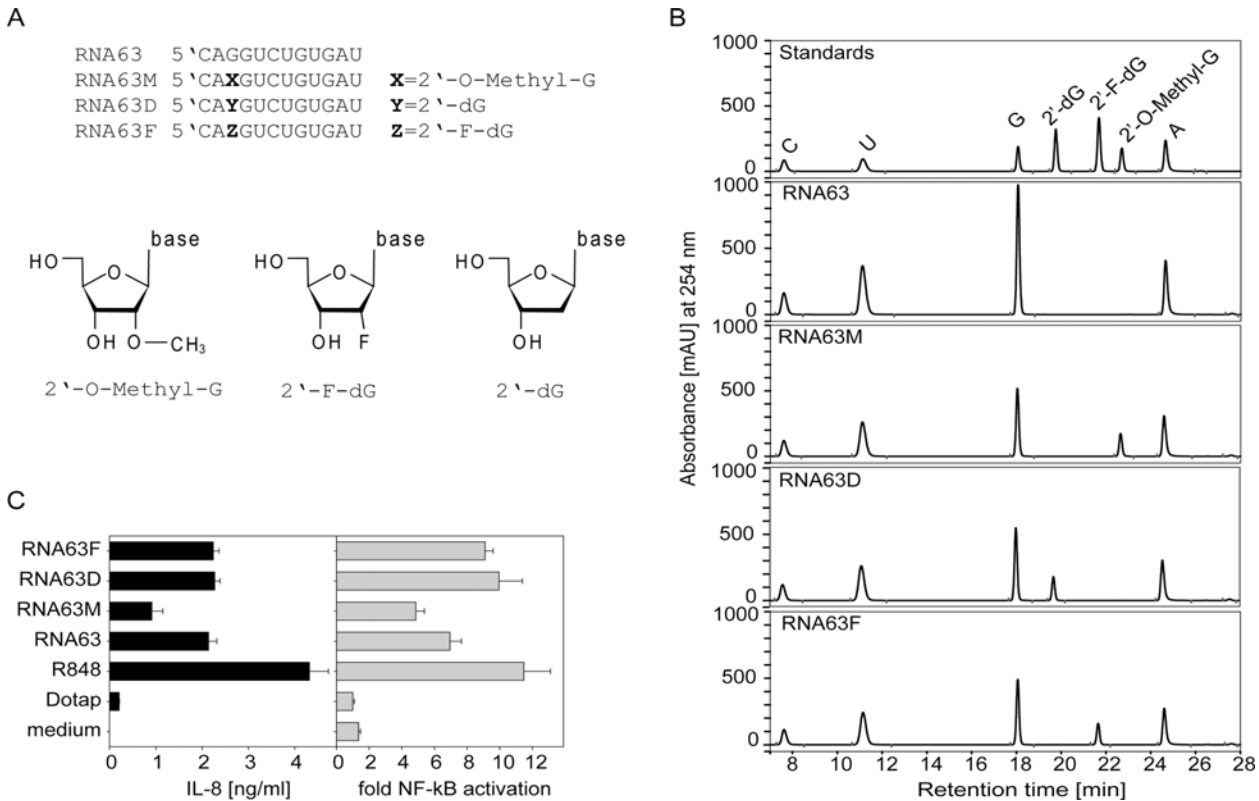 A
RNA63 5‛CAGGUCUGUGAU
RNA63M 5‛CAXGUCUGUGAU X=2‛-O-Methyl-G
RNA63D 5‛CAYGUCUGUGAU Y=2‛-dG
RNA63F 5‛CAZGUCUGUGAU Z=2‛-F-dG
base base base
HO O HO O HO O
OH O—CH3 OH F OH
2‛-O-Methyl-G 2‛-F-dG 2‛-dG
B
1000
Standards
500
0
C U G 2'-dG 2'-F-dG 2'-O-Methyl-G A
1000
RNA63
500
0
1000
RNA63M
500
0
1000
RNA63D
500
0
1000
RNA63F
500
0
8 10 12 14 16 18 20 22 24 26 28
Retention time [min]
Absorbance [mAU] at 254 nm
C
RNA63F
RNA63D
RNA63M
RNA63
R848
Dotap
medium
0 1 2 3 4 0 2 4 6 8 10 12
IL-8 [ng/ml] fold NF-kB activation